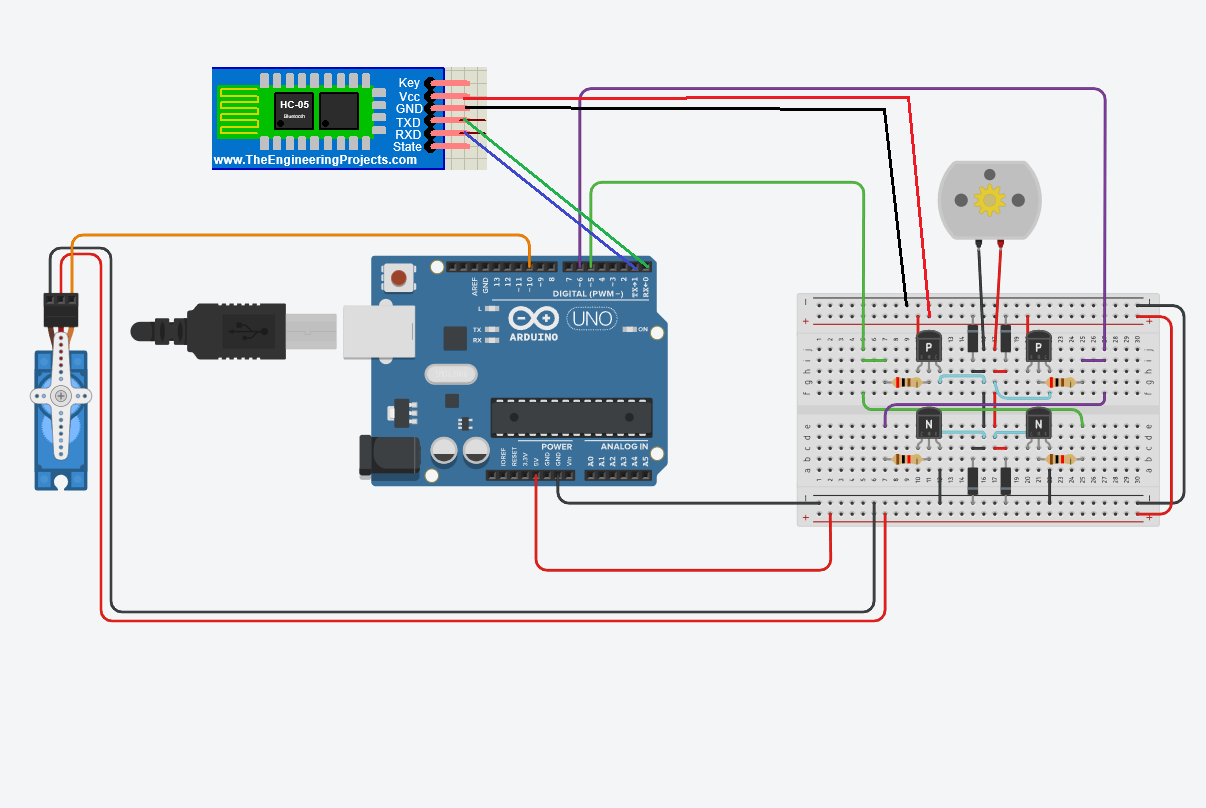 Key
HC-05
Bluetooth
Vcc
GND
TXD
RXD
State
www.TheEngineeringProjects.com
AREF
GND
13
12
~11
~10
~9
8
7
~6
~5
4
~3
2
TX→1
RX←0
DIGITAL (PWM~)
L
TX
RX
UNO
ON
ARDUINO
POWER
ANALOG IN
IOREF
RESET
3.3V
5V
GND
GND
Vin
A0
A1
A2
A3
A4
A5
P
P
N
N
j
i
h
g
f
e
d
c
b
a